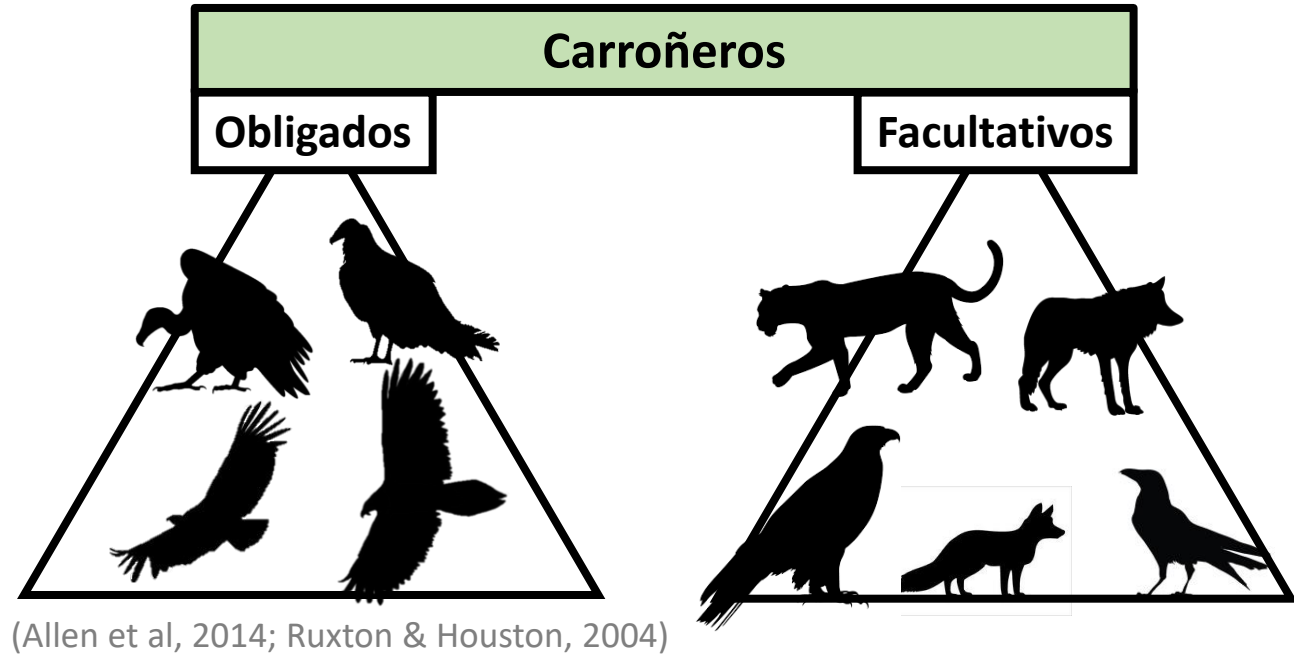 Carroñeros
Obligados
Facultativos
(Allen et al, 2014; Ruxton & Houston, 2004)